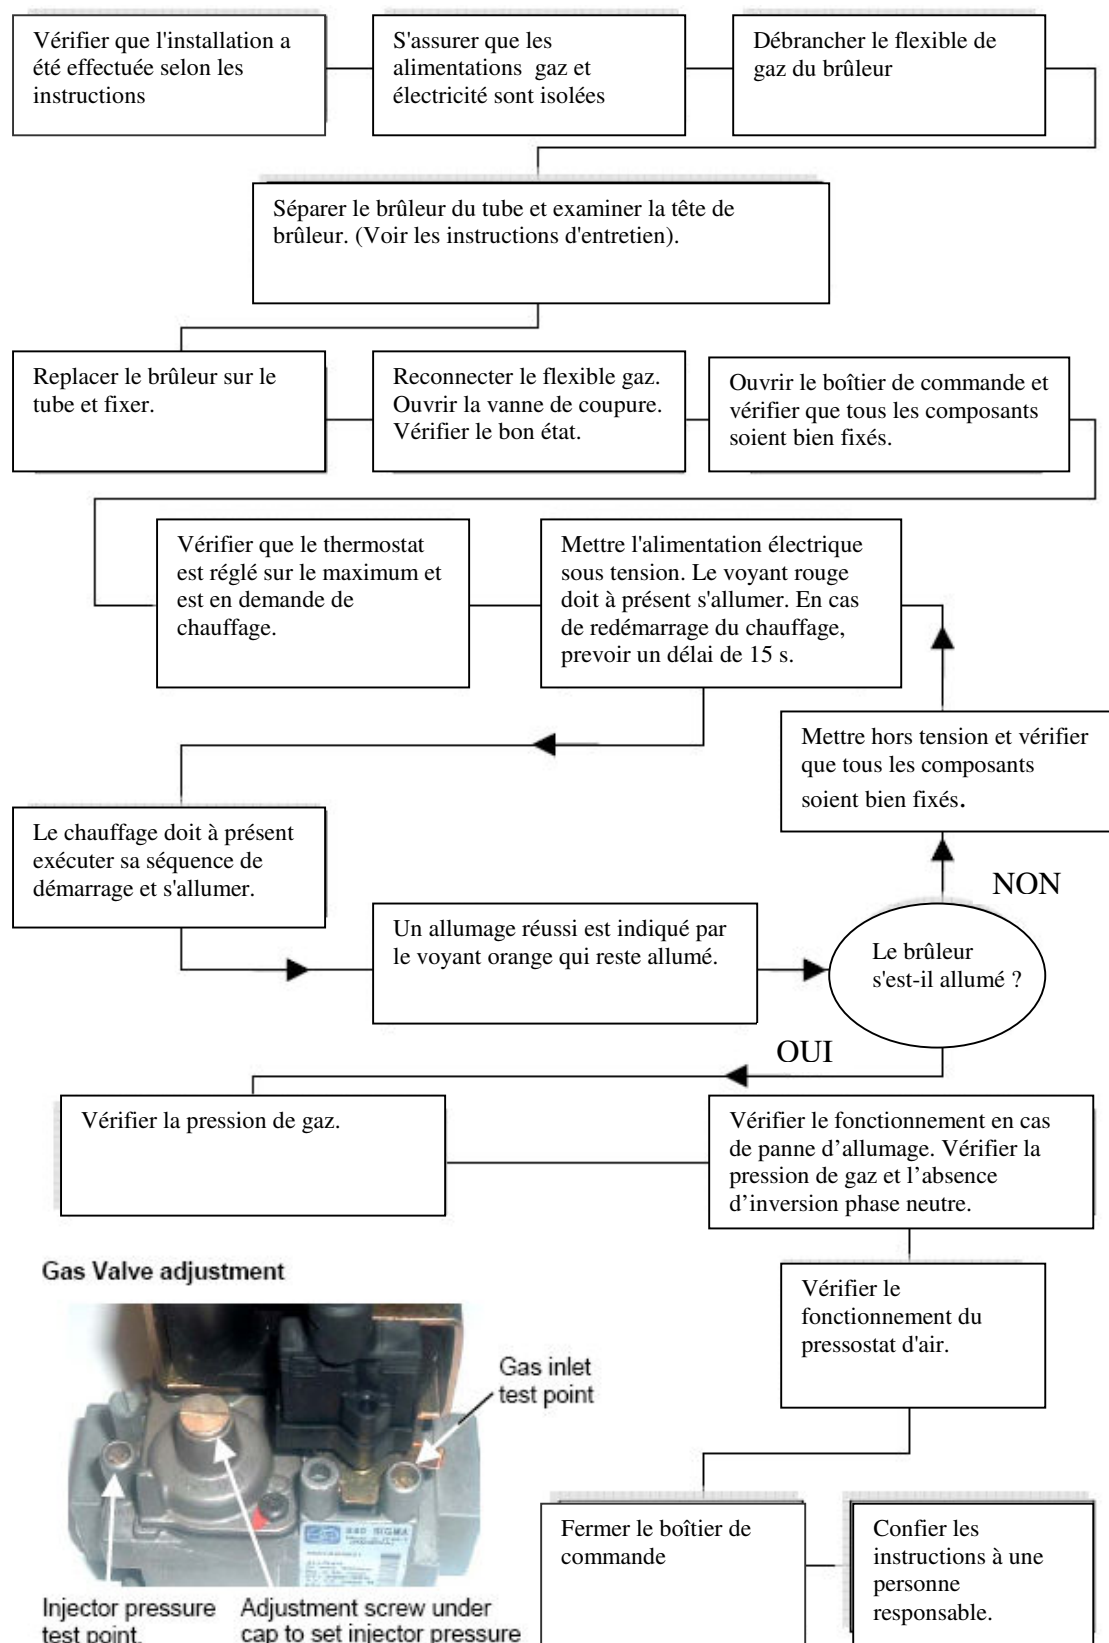 Vérifier que l'installation a
été effectuée selon les
instructions
S'assurer que les
alimentations gaz et
électricité sont isolées
Débrancher le flexible de
gaz du brûleur
Séparer le brûleur du tube et examiner la tête de
brûleur. (Voir les instructions d'entretien).
Replacer le brûleur sur le
tube et fixer.
Reconnecter le flexible gaz.
Ouvrir la vanne de coupure.
Vérifier le bon état.
Ouvrir le boîtier de commande et
vérifier que tous les composants
soient bien fixés.
Vérifier que le thermostat
est réglé sur le maximum et
est en demande de
chauffage.
Mettre l'alimentation électrique
sous tension. Le voyant rouge
doit à présent s'allumer. En cas
de redémarrage du chauffage,
prevoir un délai de 15 s.
Mettre hors tension et vérifier
que tous les composants
soient bien fixés.
Le chauffage doit à présent
exécuter sa séquence de
démarrage et s'allumer.
Un allumage réussi est indiqué par
le voyant orange qui reste allumé.
NON
Le brûleur
s'est-il allumé ?
OUI
Vérifier la pression de gaz.
Vérifier le fonctionnement en cas
de panne d’allumage. Vérifier la
pression de gaz et l’absence
d’inversion phase neutre.
Vérifier le
fonctionnement du
pressostat d'air.
Gas Valve adjustment
Gas inlet
test point
840 SIGMA
Injector pressure
test point.
Adjustment screw under
cap to set injector pressure
Fermer le boîtier de
commande
Confier les
instructions à une
personne
responsable.